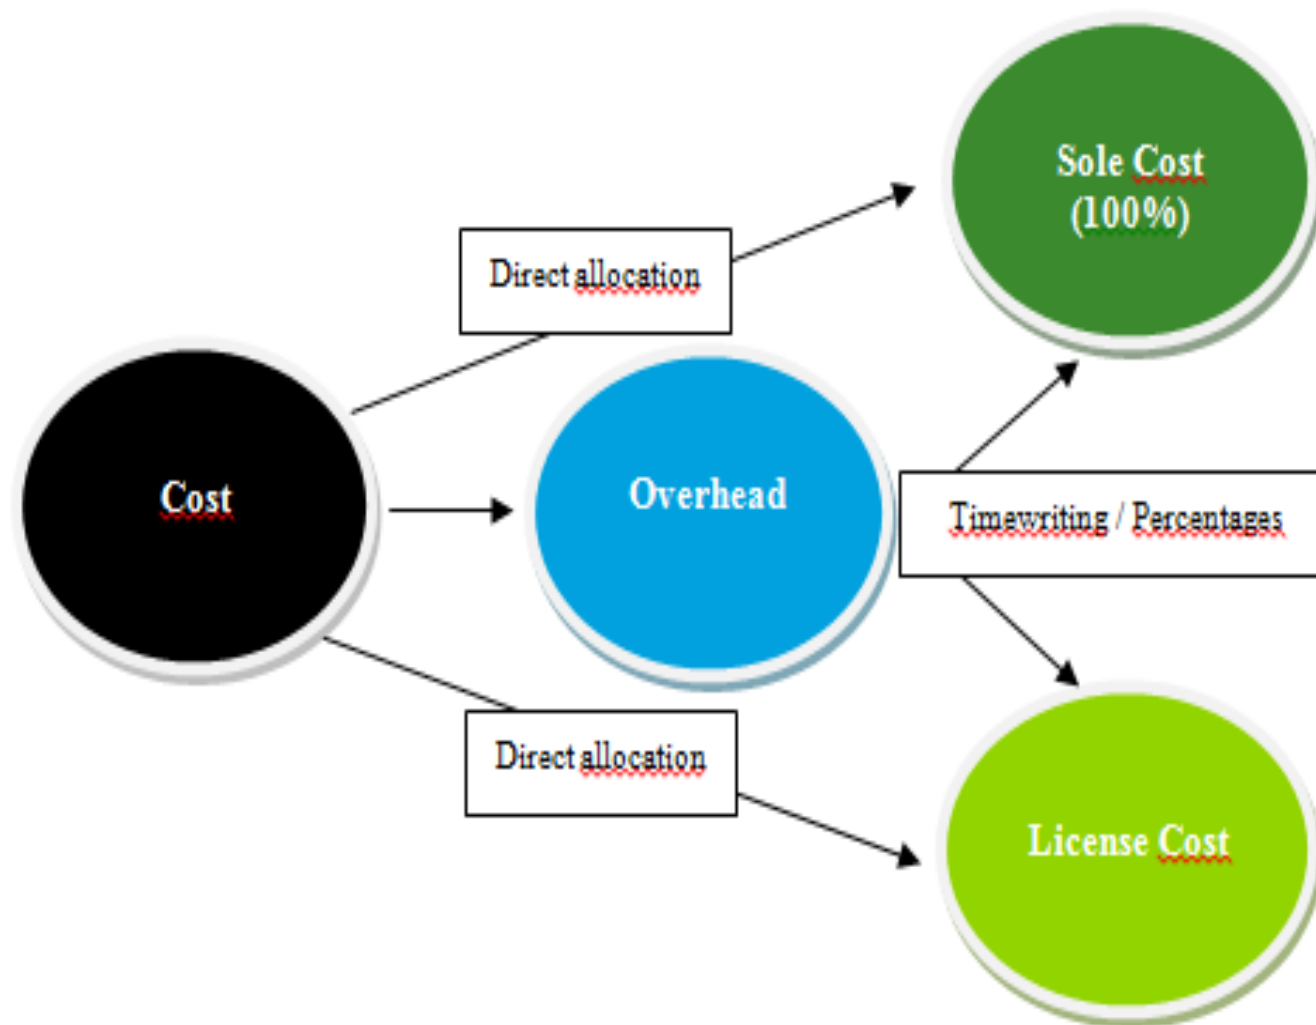 Sole Cost
(100%)
Direct allocation
Cost
Overhead
Timewriting / Percentages
Direct allocation
License Cost